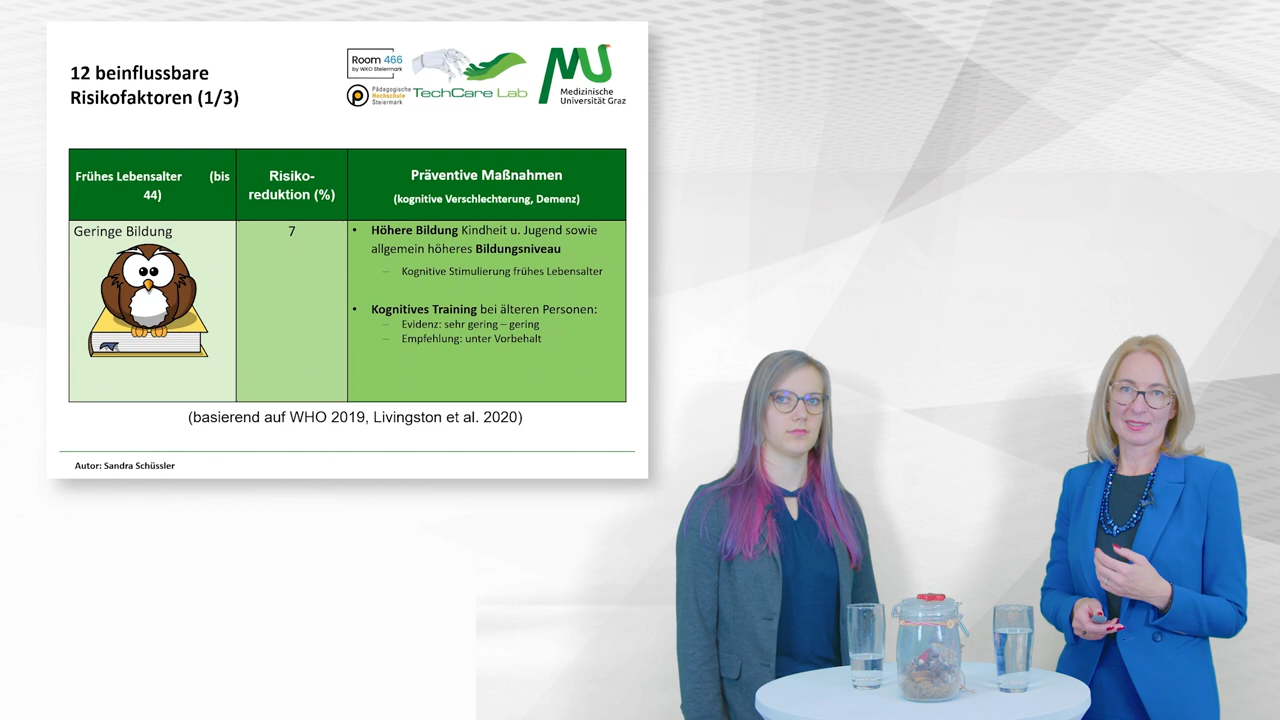 12 beinflussbare
Risikofaktoren (1/3)
Room 466
by WKO Steiermark
Pädagogische
Hochschule
Steiermark
TechCare Lab
Medizinische
Universität Graz
Frühes Lebensalter (bis
44)
Risiko-
reduktion (%)
Präventive Maßnahmen
(kognitive Verschlechterung, Demenz)
Geringe Bildung
7
• Höhere Bildung Kindheit u. Jugend sowie
allgemein höheres Bildungsniveau
– Kognitive Stimulierung frühes Lebensalter
• Kognitives Training bei älteren Personen:
– Evidenz: sehr gering – gering
– Empfehlung: unter Vorbehalt
(basierend auf WHO 2019, Livingston et al. 2020)
Autor: Sandra Schüssler